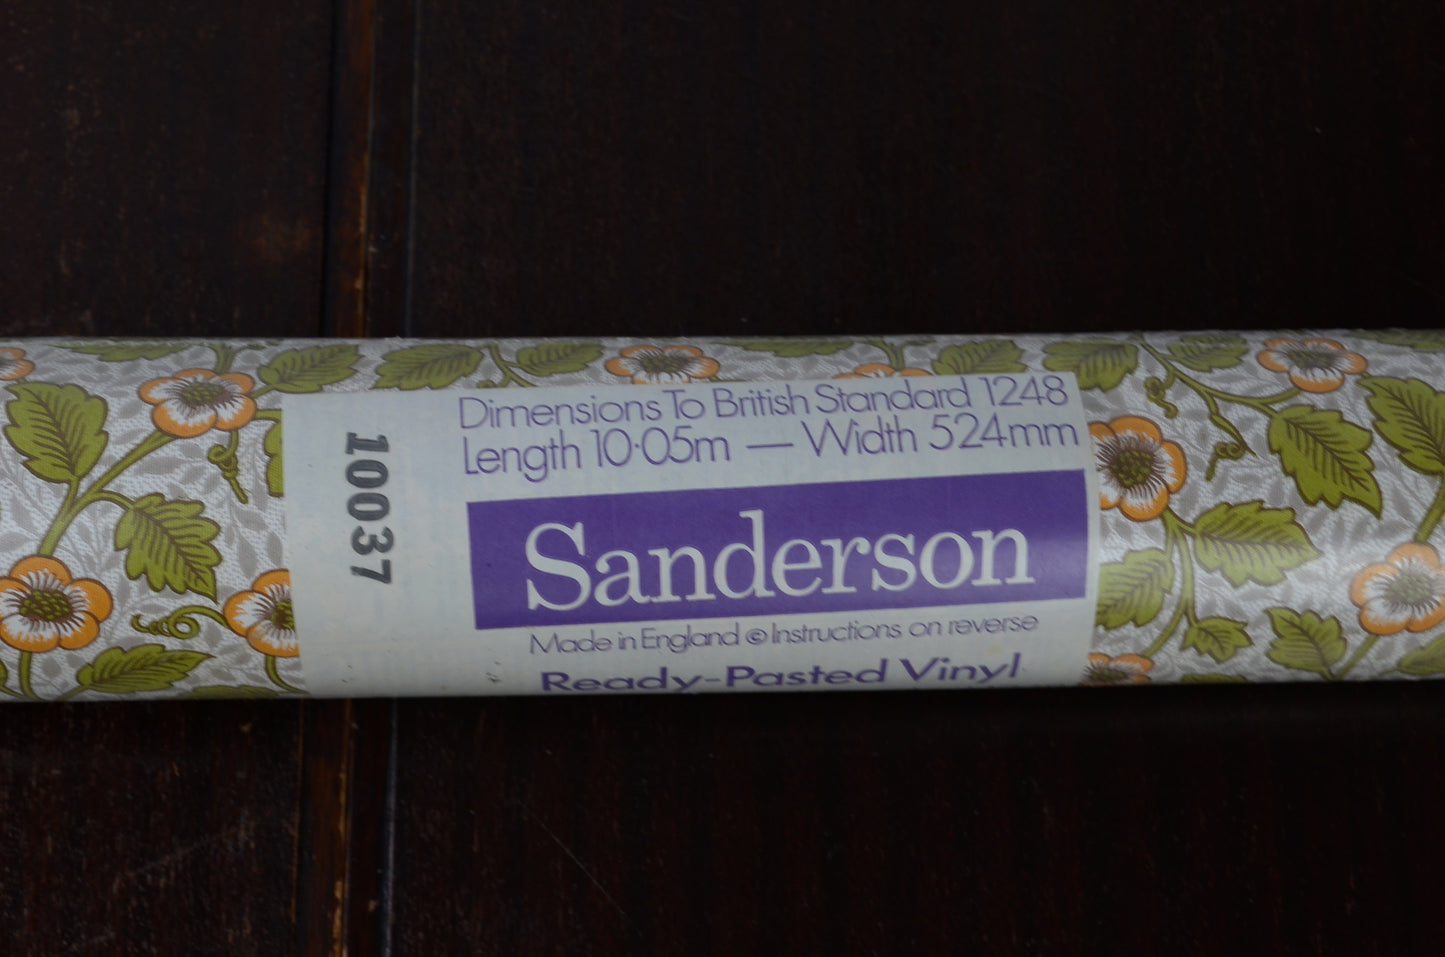 Dimensions To British Standard 1248
Length 10·05m — Width 524mm
10037
Sanderson
Made in England © Instructions on reverse
Ready-Pasted Vinyl